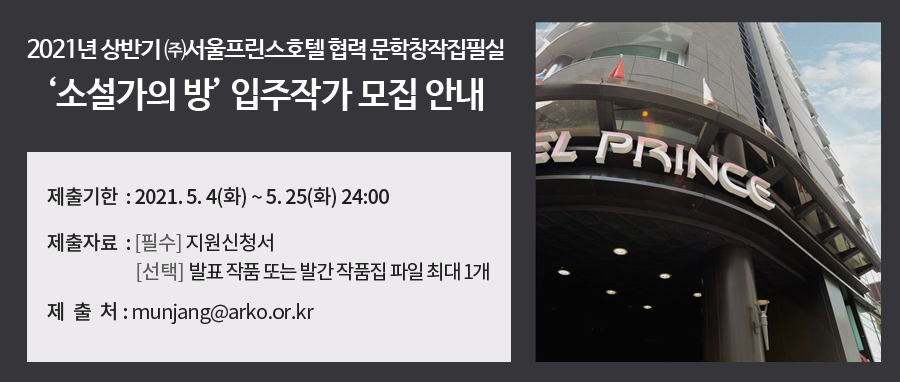 2021년 상반기 ㈜서울프린스호텔 협력 문학창작집필실
‘소설가의 방’ 입주작가 모집 안내
제출기한 : 2021. 5. 4(화) ~ 5. 25(화) 24:00
제출자료 : [필수] 지원신청서
[선택] 발표 작품 또는 발간 작품집 파일 최대 1개
제 출 처 : munjang@arko.or.kr
EL PRINCE